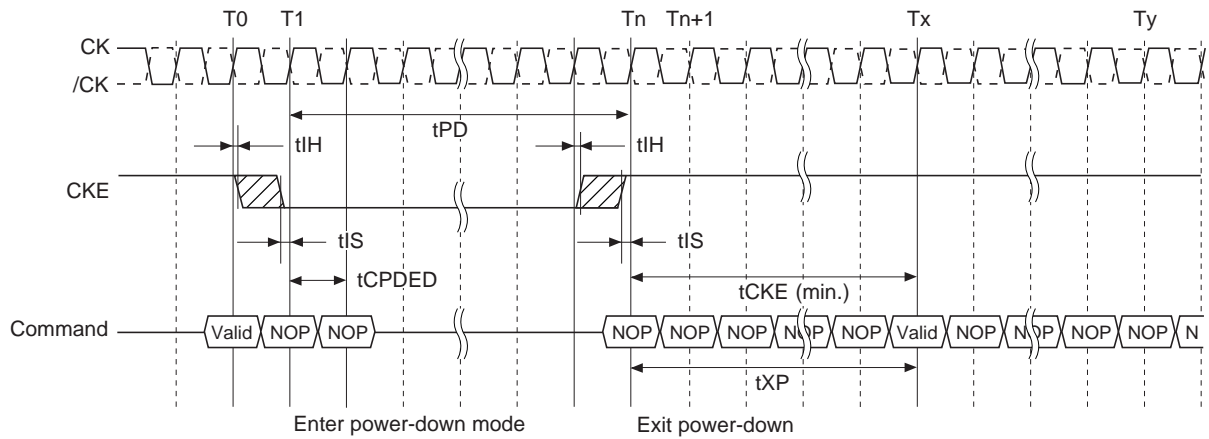 T0 T1 Tn Tn+1 Tx Ty
CK
/CK
tPD
tIH tIH
CKE
tIS tIS
tCPDED tCKE (min.)
Command Valid NOP NOP NOP NOP NOP NOP NOP Valid NOP NOP NOP NOP N
tXP
Enter power-down mode Exit power-down